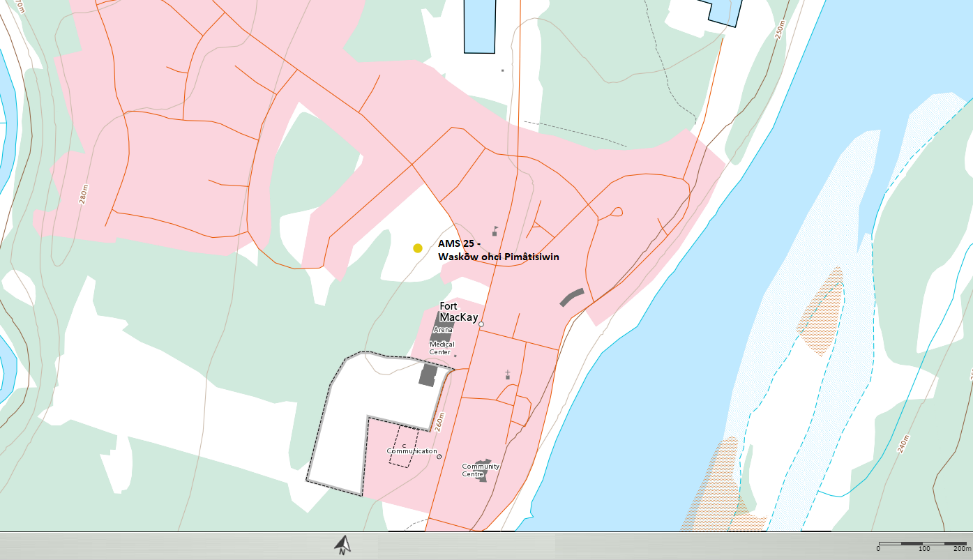 270m
250m
280m
AMS 25 -
Waskōw ohci Pimâtisiwin
Fort
MacKay
Arena
Medical
Center
260m
C
Communication
Community
Centre
240m
N
0 100 200m